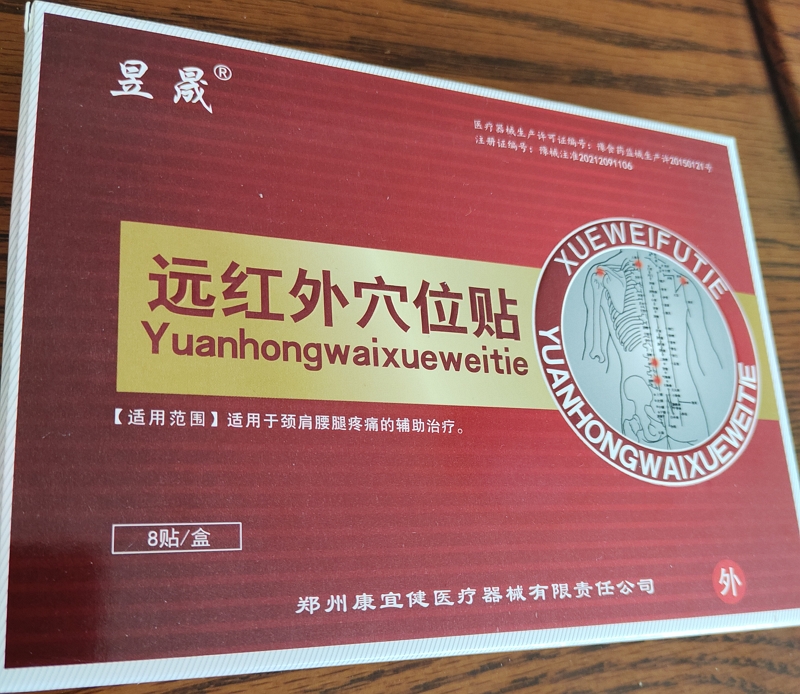 昱晟®
医疗器械生产许可证编号：豫食药监械生产许20150121号
注册证编号：豫械注准20212091106
远红外穴位贴
Yuanhongwaixueweitie
XUEWEIFUTIE
YUANHONGWAIXUEWEITIE
【适用范围】适用于颈肩腰腿疼痛的辅助治疗。
8贴/盒
郑州康宜健医疗器械有限责任公司
外